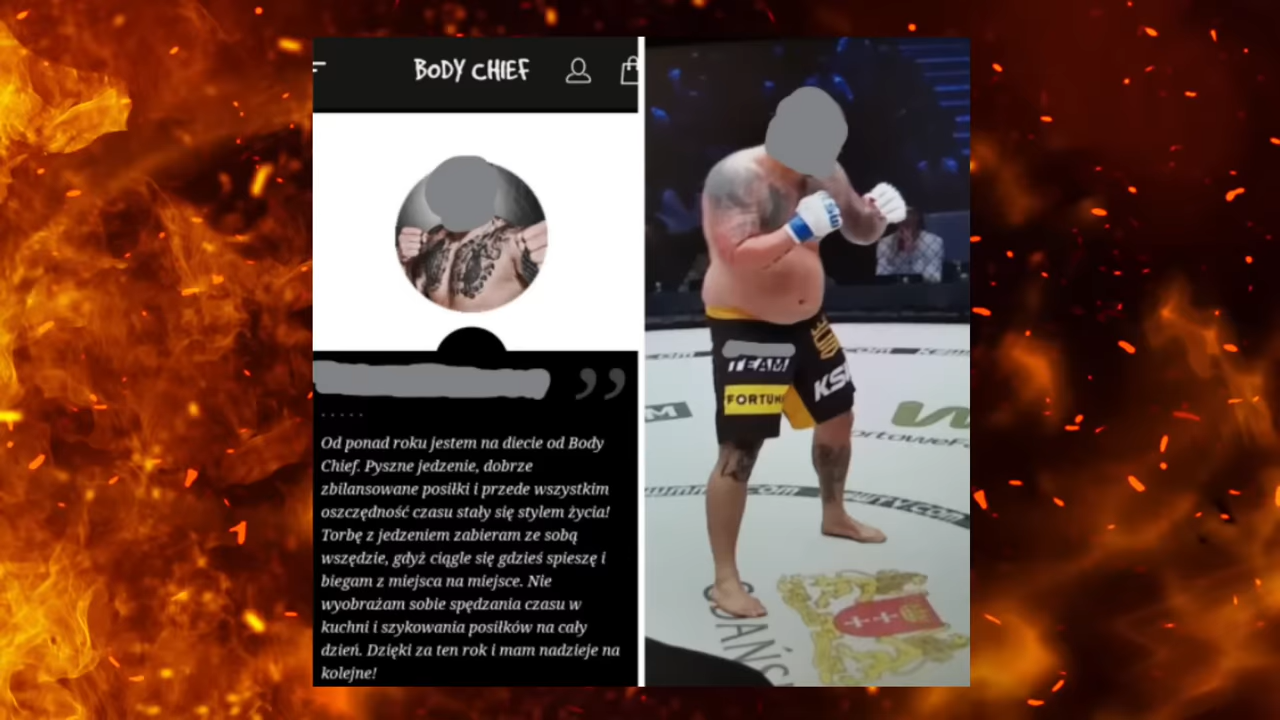 BODY CHIEF
Od ponad roku jestem na diecie od Body
Chief. Pyszne jedzenie, dobrze
zbilansowane posiłki i przede wszystkim
oszczędność czasu stały się stylem życia!
Torbę z jedzeniem zabieram ze sobą
wszędzie, gdyż ciągle się gdzieś spieszę i
biegam z miejsca na miejsce. Nie
wyobrażam sobie spędzania czasu w
kuchni i szykowania posiłków na cały
dzień. Dzięki za ten rok i mam nadzieje na
kolejne!
TEAM
FORTUN
KS